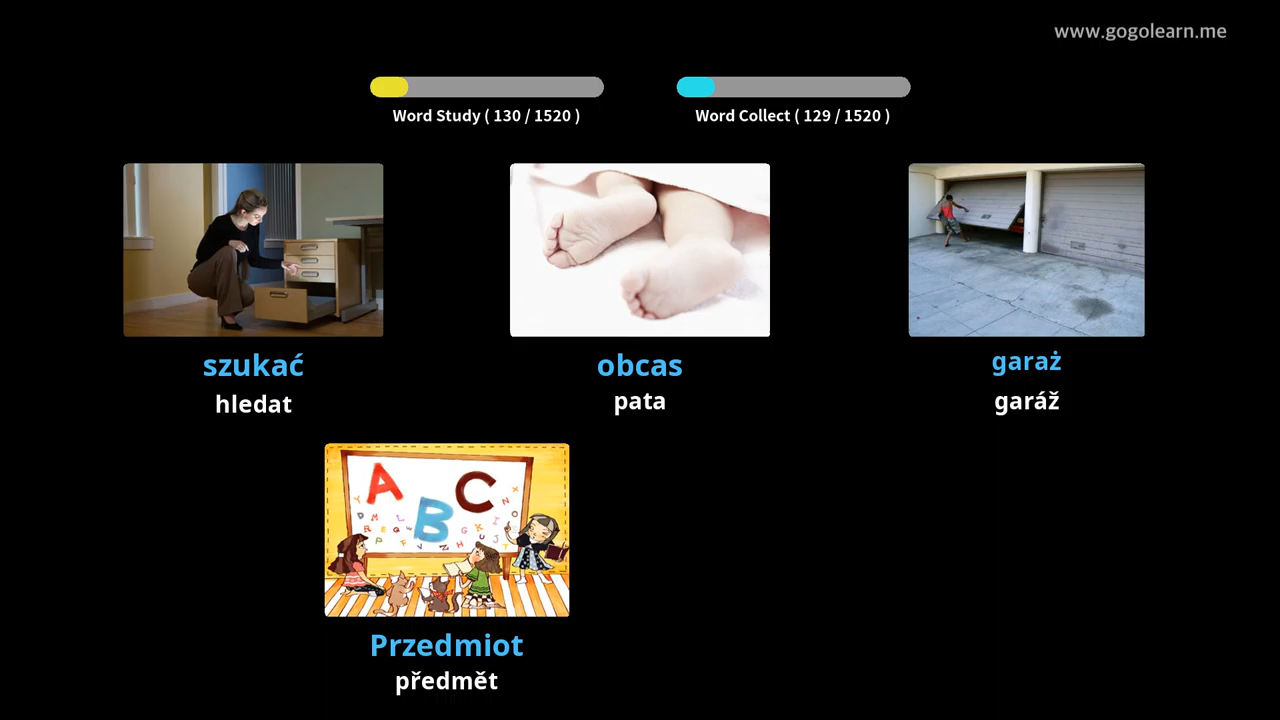 www.gogolearn.me
Word Study ( 130 / 1520 )
Word Collect ( 129 / 1520 )
szukać
hledat
obcas
pata
garaż
garáž
A B C
Przedmiot
předmět